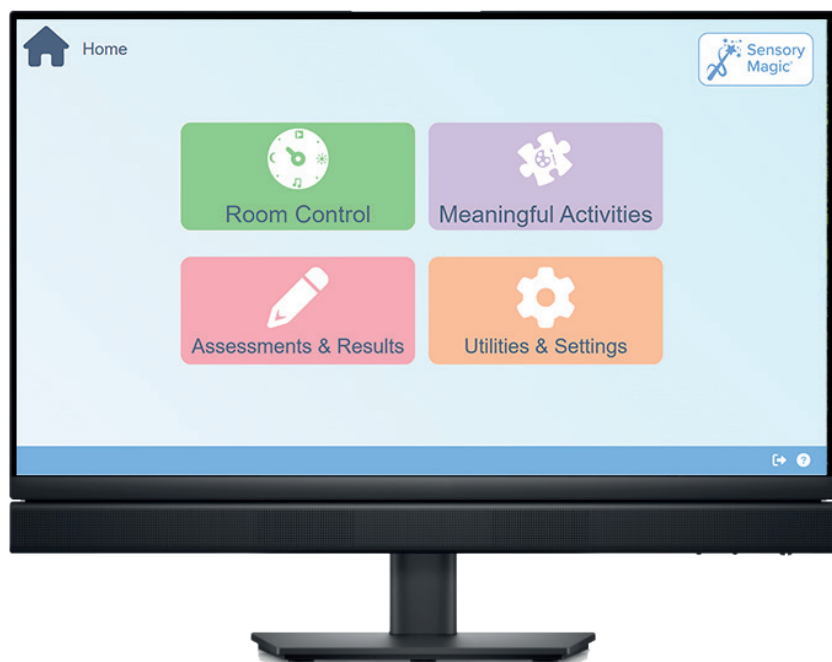 Home
Sensory
Magic®
Room Control
Meaningful Activities
Assessments & Results
Utilities & Settings
?